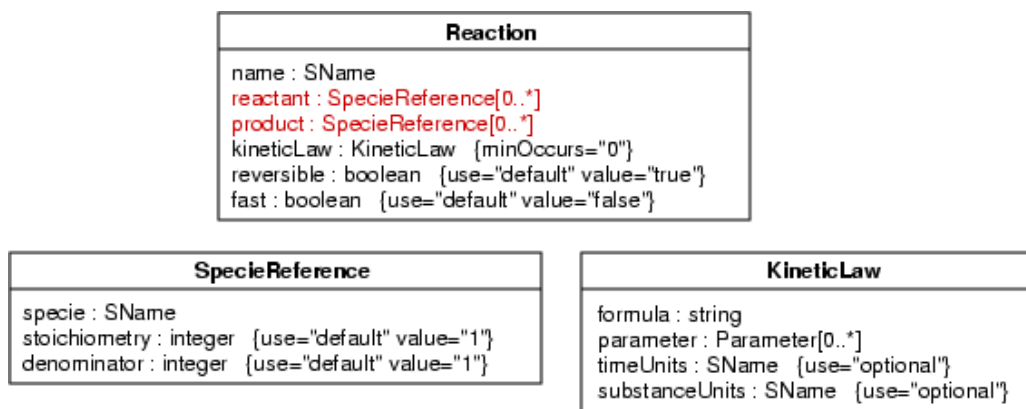 Reaction
name : SName
reactant : SpecieReference[0..*]
product : SpecieReference[0..*]
kineticLaw : KineticLaw {minOccurs="0"}
reversible : boolean {use="default" value="true"}
fast : boolean {use="default" value="false"}
SpecieReference
specie : SName
stoichiometry : integer {use="default" value="1"}
denominator : integer {use="default" value="1"}
KineticLaw
formula : string
parameter : Parameter[0..*]
timeUnits : SName {use="optional"}
substanceUnits : SName {use="optional"}